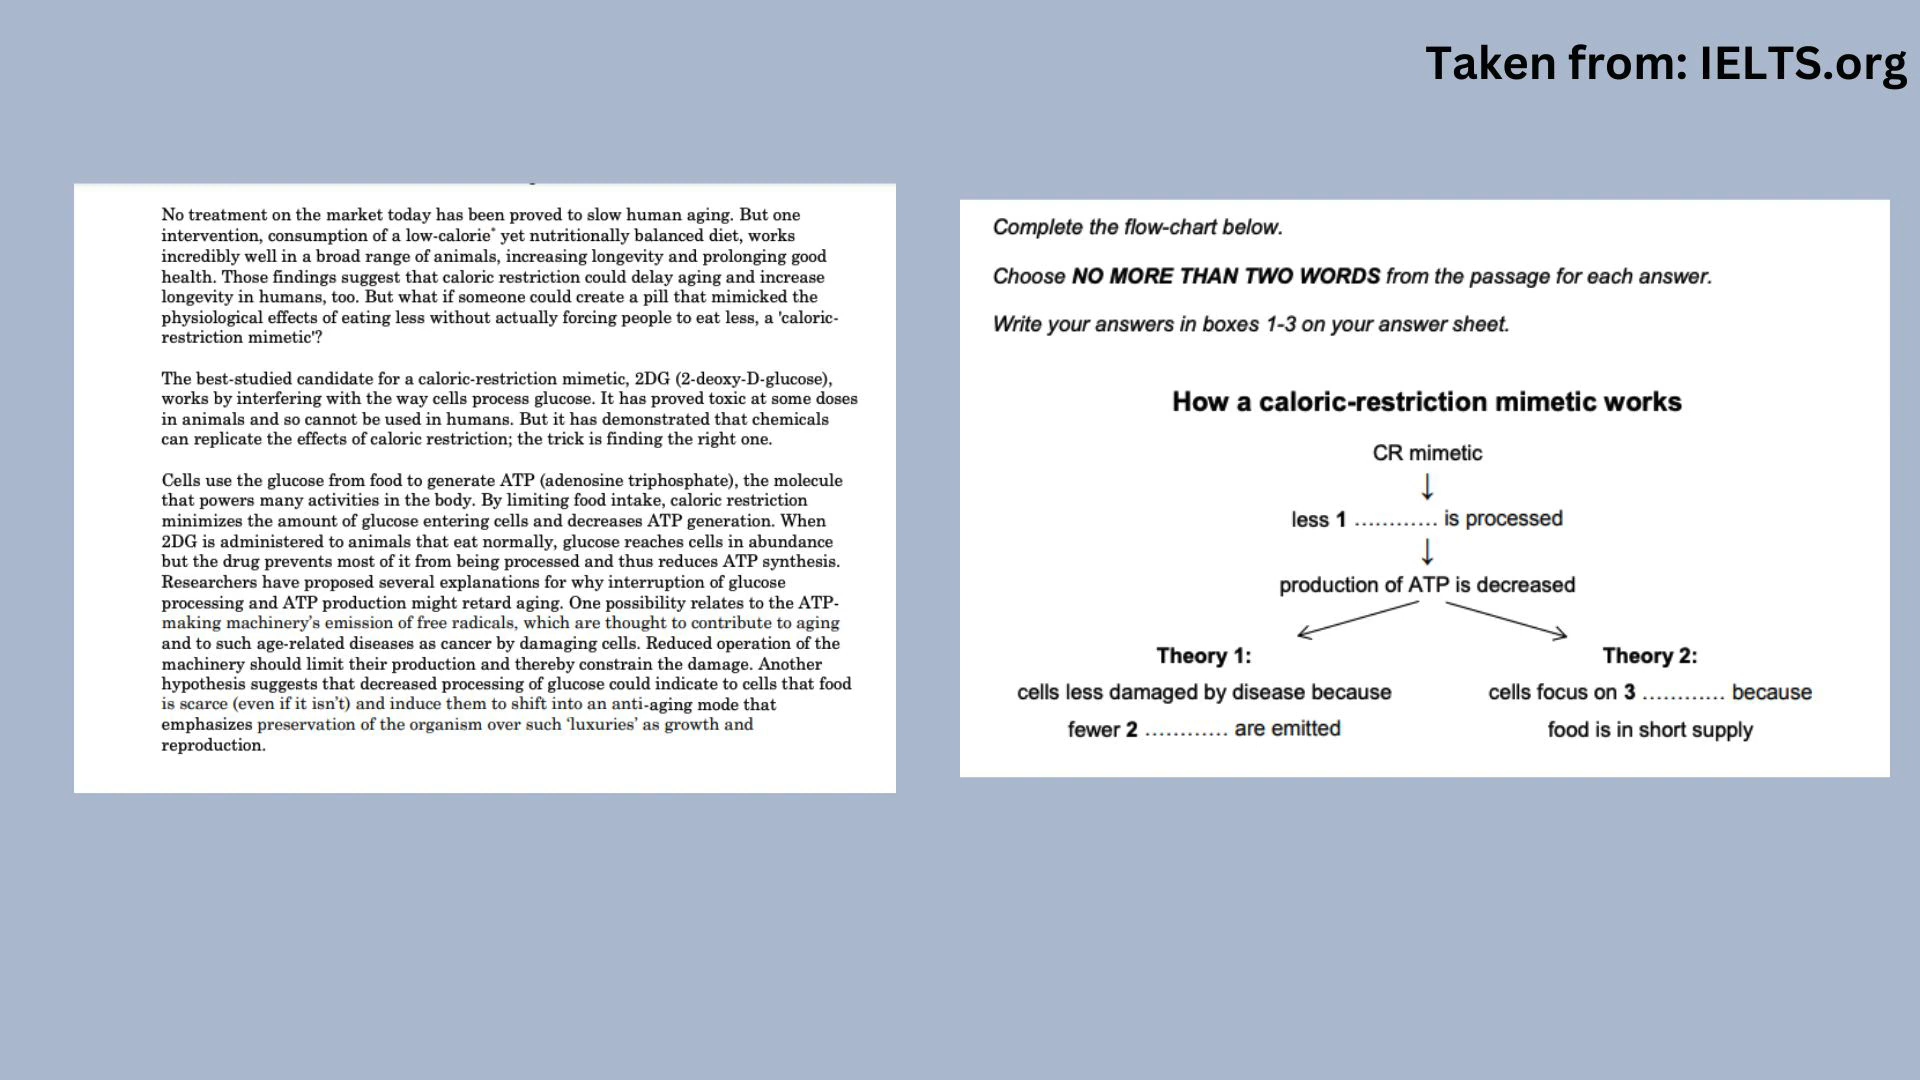 Taken from: IELTS.org
No treatment on the market today has been proved to slow human aging. But one
intervention, consumption of a low-calorie* yet nutritionally balanced diet, works
incredibly well in a broad range of animals, increasing longevity and prolonging good
health. Those findings suggest that caloric restriction could delay aging and increase
longevity in humans, too. But what if someone could create a pill that mimicked the
physiological effects of eating less without actually forcing people to eat less, a 'caloric-
restriction mimetic'?
The best-studied candidate for a caloric-restriction mimetic, 2DG (2-deoxy-D-glucose),
works by interfering with the way cells process glucose. It has proved toxic at some doses
in animals and so cannot be used in humans. But it has demonstrated that chemicals
can replicate the effects of caloric restriction; the trick is finding the right one.
Cells use the glucose from food to generate ATP (adenosine triphosphate), the molecule
that powers many activities in the body. By limiting food intake, caloric restriction
minimizes the amount of glucose entering cells and decreases ATP generation. When
2DG is administered to animals that eat normally, glucose reaches cells in abundance
but the drug prevents most of it from being processed and thus reduces ATP synthesis.
Researchers have proposed several explanations for why interruption of glucose
processing and ATP production might retard aging. One possibility relates to the ATP-
making machinery's emission of free radicals, which are thought to contribute to aging
and to such age-related diseases as cancer by damaging cells. Reduced operation of the
machinery should limit their production and thereby constrain the damage. Another
hypothesis suggests that decreased processing of glucose could indicate to cells that food
is scarce (even if it isn't) and induce them to shift into an anti-aging mode that
emphasizes preservation of the organism over such 'luxuries' as growth and
reproduction.
Complete the flow-chart below.
Choose NO MORE THAN TWO WORDS from the passage for each answer.
Write your answers in boxes 1-3 on your answer sheet.
How a caloric-restriction mimetic works
CR mimetic
↓
less 1 ............ is processed
↓
production of ATP is decreased
Theory 1:
cells less damaged by disease because
fewer 2 ............ are emitted
Theory 2:
cells focus on 3 ............ because
food is in short supply